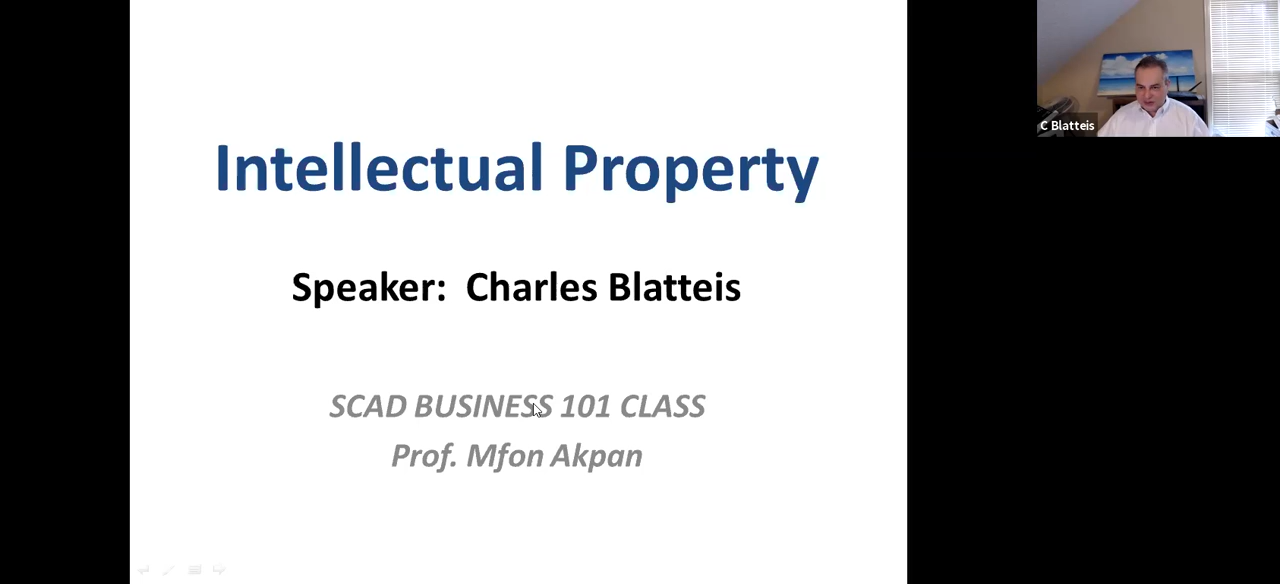 Intellectual Property
Speaker: Charles Blatteis
SCAD BUSINESS 101 CLASS
Prof. Mfon Akpan
C Blatteis